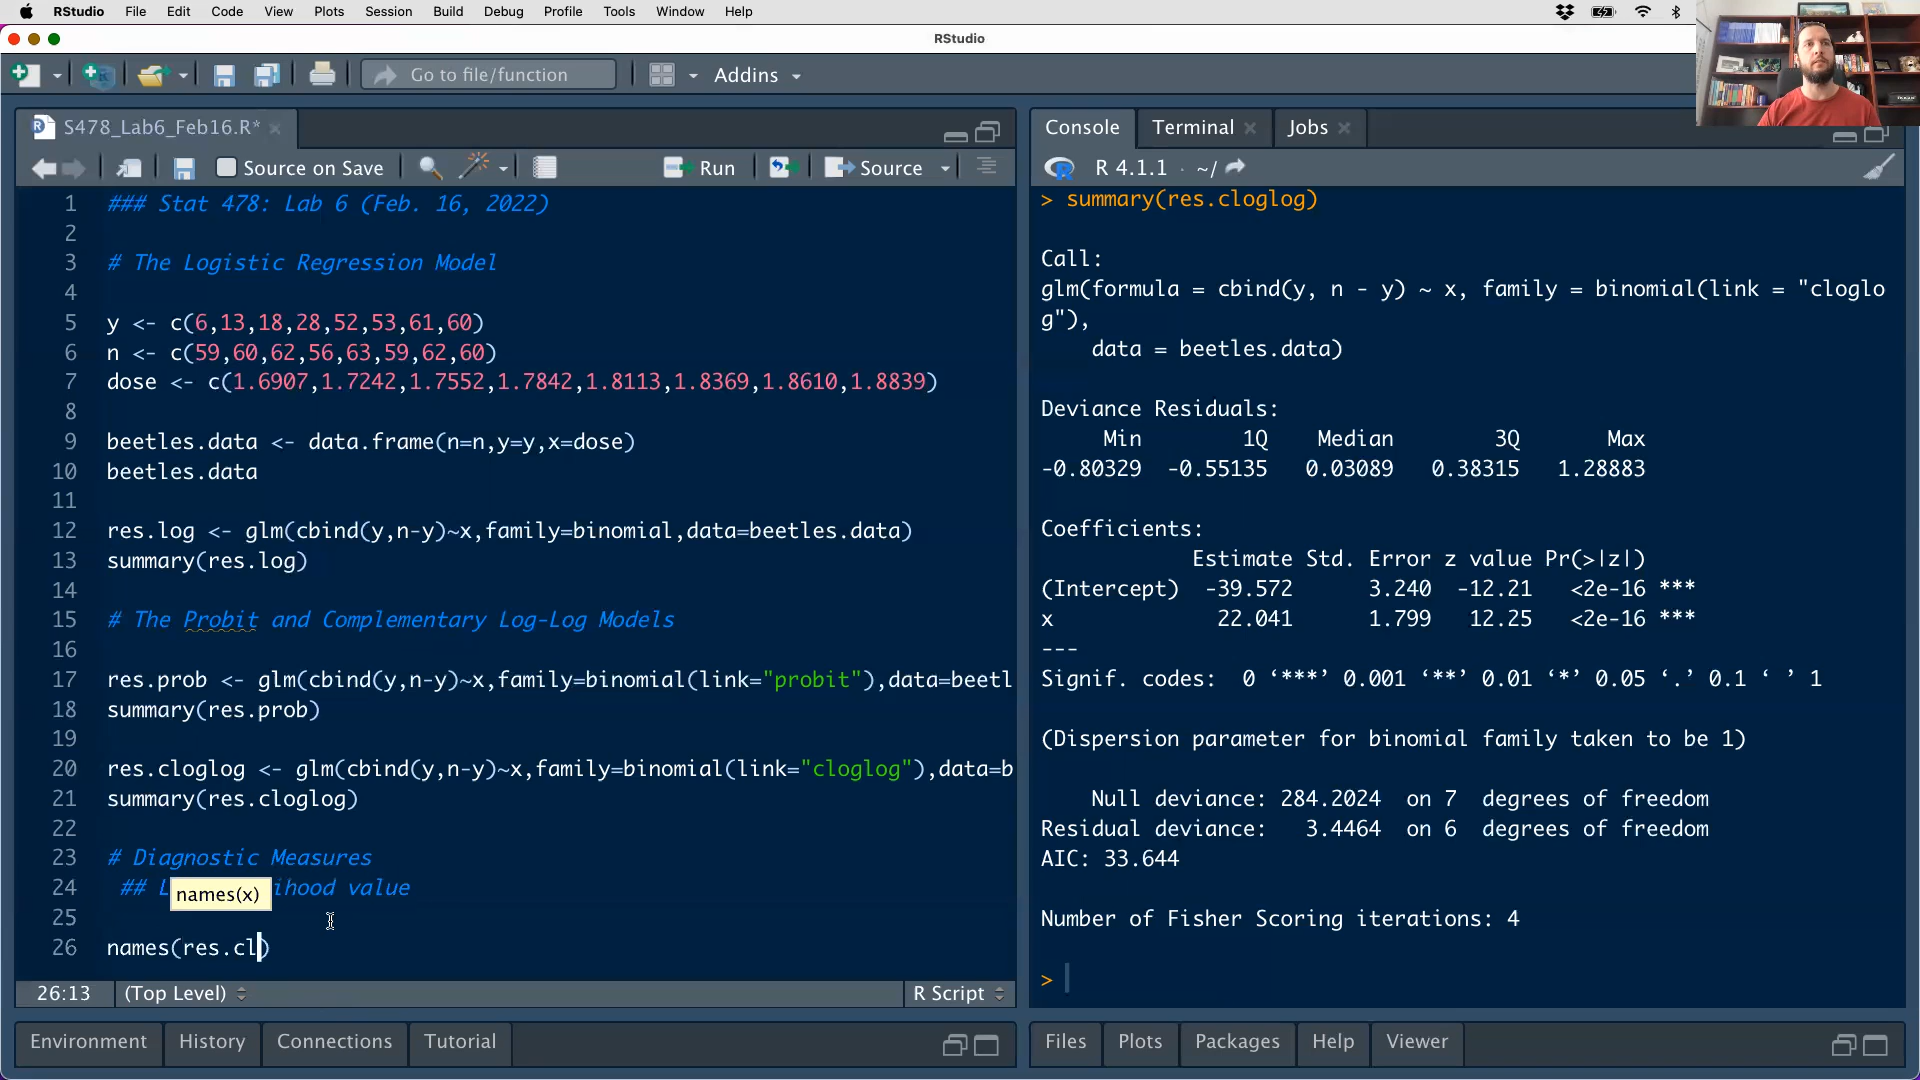 RStudio File Edit Code View Plots Session Build Debug Profile Tools Window Help
RStudio
Go to file/function
Addins
S478_Lab6_Feb16.R*
Source on Save
Run
Source
1 ### Stat 478: Lab 6 (Feb. 16, 2022)
2
3 # The Logistic Regression Model
4
5 y <- c(6,13,18,28,52,53,61,60)
6 n <- c(59,60,62,56,63,59,62,60)
7 dose <- c(1.6907,1.7242,1.7552,1.7842,1.8113,1.8369,1.8610,1.8839)
8
9 beetles.data <- data.frame(n=n,y=y,x=dose)
10 beetles.data
11
12 res.log <- glm(cbind(y,n-y)~x,family=binomial,data=beetles.data)
13 summary(res.log)
14
15 # The Probit and Complementary Log-Log Models
16
17 res.prob <- glm(cbind(y,n-y)~x,family=binomial(link="probit"),data=beetl
18 summary(res.prob)
19
20 res.cloglog <- glm(cbind(y,n-y)~x,family=binomial(link="cloglog"),data=b
21 summary(res.cloglog)
22
23 # Diagnostic Measures
24 ## L ihood value
names(x)
25
26 names(res.cl)
26:13 (Top Level) R Script
Environment History Connections Tutorial
Console Terminal Jobs
R 4.1.1 · ~/
> summary(res.cloglog)
Call:
glm(formula = cbind(y, n - y) ~ x, family = binomial(link = "cloglo
g"),
data = beetles.data)
Deviance Residuals:
Min 1Q Median 3Q Max
-0.80329 -0.55135 0.03089 0.38315 1.28883
Coefficients:
Estimate Std. Error z value Pr(>|z|)
(Intercept) -39.572 3.240 -12.21 <2e-16 ***
x 22.041 1.799 12.25 <2e-16 ***
---
Signif. codes: 0 ‘***’ 0.001 ‘**’ 0.01 ‘*’ 0.05 ‘.’ 0.1 ‘ ’ 1
(Dispersion parameter for binomial family taken to be 1)
Null deviance: 284.2024 on 7 degrees of freedom
Residual deviance: 3.4464 on 6 degrees of freedom
AIC: 33.644
Number of Fisher Scoring iterations: 4
>
Files Plots Packages Help Viewer